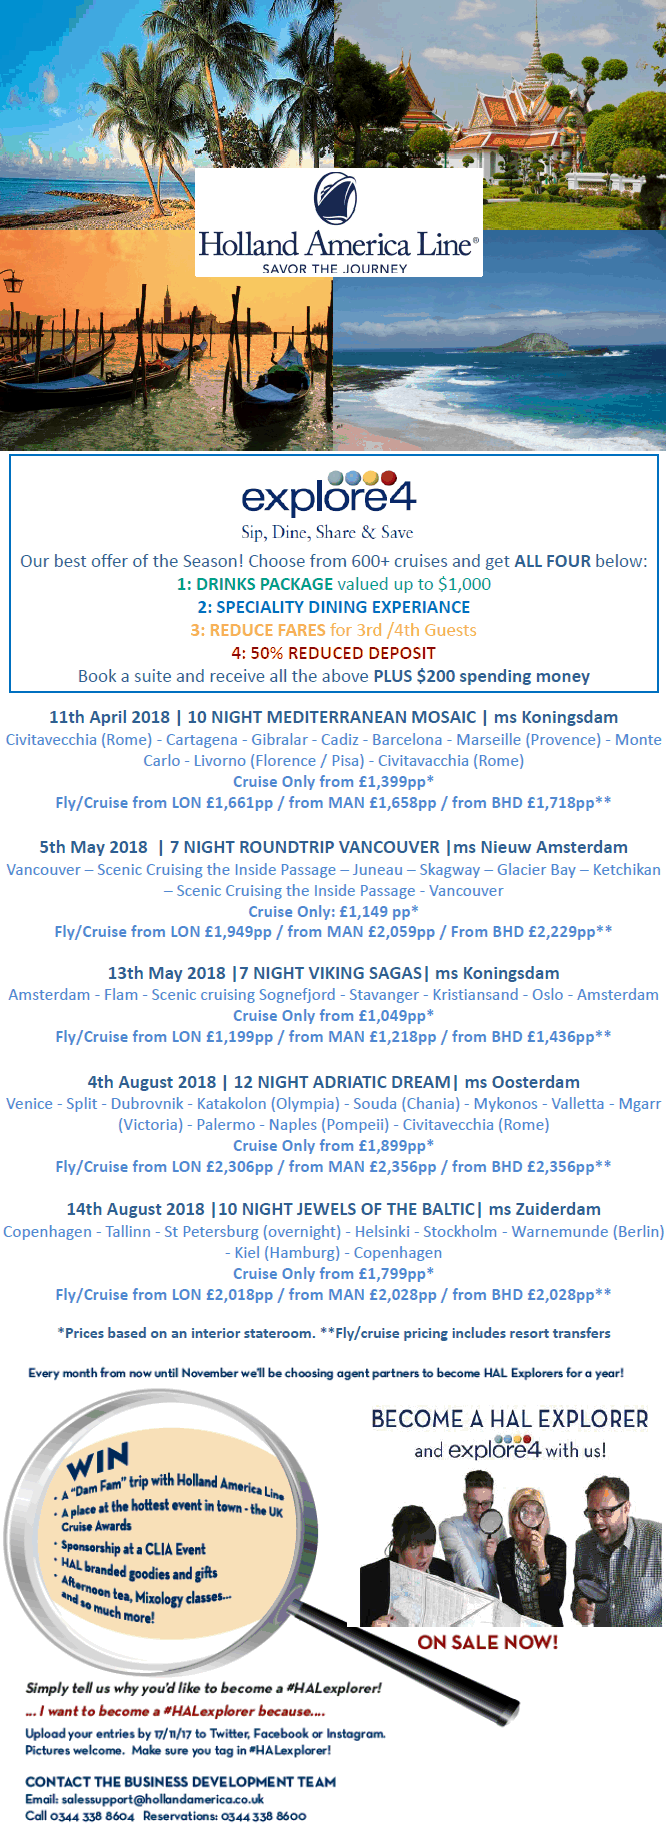 Holland America Line®
SAVOR THE JOURNEY
explore4
Sip, Dine, Share & Save
Our best offer of the Season! Choose from 600+ cruises and get ALL FOUR below:
1: DRINKS PACKAGE valued up to $1,000
2: SPECIALITY DINING EXPERIANCE
3: REDUCE FARES for 3rd /4th Guests
4: 50% REDUCED DEPOSIT
Book a suite and receive all the above PLUS $200 spending money
11th April 2018 | 10 NIGHT MEDITERRANEAN MOSAIC | ms Koningsdam
Civitavecchia (Rome) - Cartagena - Gibralar - Cadiz - Barcelona - Marseille (Provence) - Monte
Carlo - Livorno (Florence / Pisa) - Civitavacchia (Rome)
Cruise Only from £1,399pp*
Fly/Cruise from LON £1,661pp / from MAN £1,658pp / from BHD £1,718pp**
5th May 2018 | 7 NIGHT ROUNDTRIP VANCOUVER |ms Nieuw Amsterdam
Vancouver – Scenic Cruising the Inside Passage – Juneau – Skagway – Glacier Bay – Ketchikan
– Scenic Cruising the Inside Passage - Vancouver
Cruise Only: £1,149 pp*
Fly/Cruise from LON £1,949pp / from MAN £2,059pp / From BHD £2,229pp**
13th May 2018 |7 NIGHT VIKING SAGAS| ms Koningsdam
Amsterdam - Flam - Scenic cruising Sognefjord - Stavanger - Kristiansand - Oslo - Amsterdam
Cruise Only from £1,049pp*
Fly/Cruise from LON £1,199pp / from MAN £1,218pp / from BHD £1,436pp**
4th August 2018 | 12 NIGHT ADRIATIC DREAM| ms Oosterdam
Venice - Split - Dubrovnik - Katakolon (Olympia) - Souda (Chania) - Mykonos - Valletta - Mgarr
(Victoria) - Palermo - Naples (Pompeii) - Civitavecchia (Rome)
Cruise Only from £1,899pp*
Fly/Cruise from LON £2,306pp / from MAN £2,356pp / from BHD £2,356pp**
14th August 2018 |10 NIGHT JEWELS OF THE BALTIC| ms Zuiderdam
Copenhagen - Tallinn - St Petersburg (overnight) - Helsinki - Stockholm - Warnemunde (Berlin)
- Kiel (Hamburg) - Copenhagen
Cruise Only from £1,799pp*
Fly/Cruise from LON £2,018pp / from MAN £2,028pp / from BHD £2,028pp**
*Prices based on an interior stateroom. **Fly/cruise pricing includes resort transfers
Every month from now until November we'll be choosing agent partners to become HAL Explorers for a year!
WIN
• A "Dam Fam" trip with Holland America Line
• A place at the hottest event in town - the UK
Cruise Awards
• Sponsorship at a CLIA Event
• HAL branded goodies and gifts
• Afternoon tea, Mixology classes...
and so much more!
BECOME A HAL EXPLORER
and explore4 with us!
ON SALE NOW!
Simply tell us why you'd like to become a #HALexplorer!
... I want to become a #HALexplorer because....
Upload your entries by 17/11/17 to Twitter, Facebook or Instagram.
Pictures welcome. Make sure you tag in #HALexplorer!
CONTACT THE BUSINESS DEVELOPMENT TEAM
Email: salessupport@hollandamerica.co.uk
Call 0344 338 8604 Reservations: 0344 338 8600